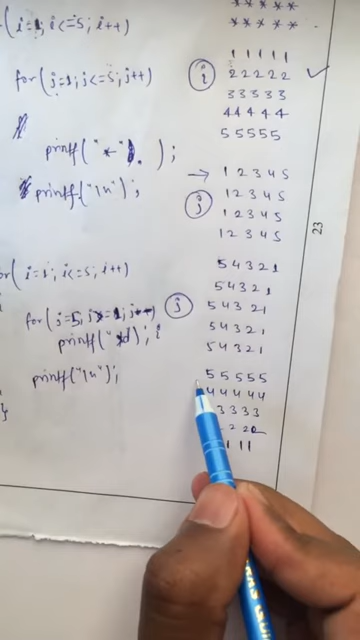 (i=1; i<=5; i++)
for(j=1; j<=5; j++)
printf("*");
printf("\n");
for(i=1; i<=5; i++)
for(j=5; j>=1; j--)
printf("%d", i
printf("\n");
}
* * * * *
* * * * *
1 1 1 1 1
i 2 2 2 2 2
3 3 3 3 3
4 4 4 4 4
5 5 5 5 5
→ 1 2 3 4 5
1 2 3 4 5
j 1 2 3 4 5
1 2 3 4 5
5 4 3 2 1
5 4 3 2 1
j 5 4 3 2 1
5 4 3 2 1
5 4 3 2 1
5 5 5 5 5
4 4 4 4 4
3 3 3 3
2 2 2
1 1 1
23